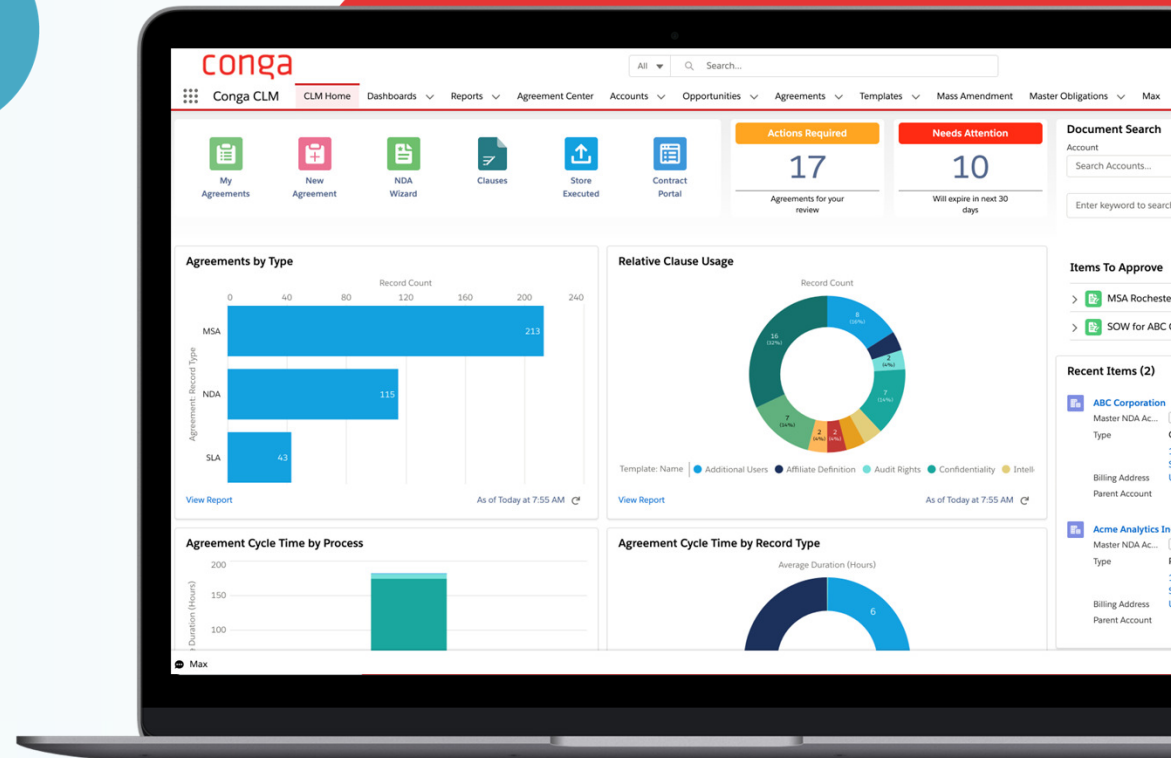 conga
All
Search...
Conga CLM
CLM Home
Dashboards
Reports
Agreement Center
Accounts
Opportunities
Agreements
Templates
Mass Amendment
Master Obligations
Max
My
Agreements
New
Agreement
NDA
Wizard
Clauses
Store
Executed
Contract
Portal
Actions Required
17
Agreements for your
review
Needs Attention
10
Will expire in next 30
days
Document Search
Account
Search Accounts...
Enter keyword to search
Agreements by Type
Record Count
0 40 80 120 160 200 240
Agreement: Record Type
MSA 213
NDA 115
SLA 43
View Report
As of Today at 7:55 AM
Relative Clause Usage
Record Count
8
16
2
(4%)
7
(14%)
7
(14%)
2
(4%)
2
(4%)
Template: Name
Additional Users
Affiliate Definition
Audit Rights
Confidentiality
Intell
View Report
As of Today at 7:55 AM
Items To Approve
MSA Rocheste
SOW for ABC
Recent Items (2)
ABC Corporation
Master NDA Ac...
Type
Billing Address
Parent Account
Acme Analytics In
Master NDA Ac...
Type
Billing Address
Parent Account
Agreement Cycle Time by Process
200
150
100
Duration (Hours)
Agreement Cycle Time by Record Type
Average Duration (Hours)
6
Max